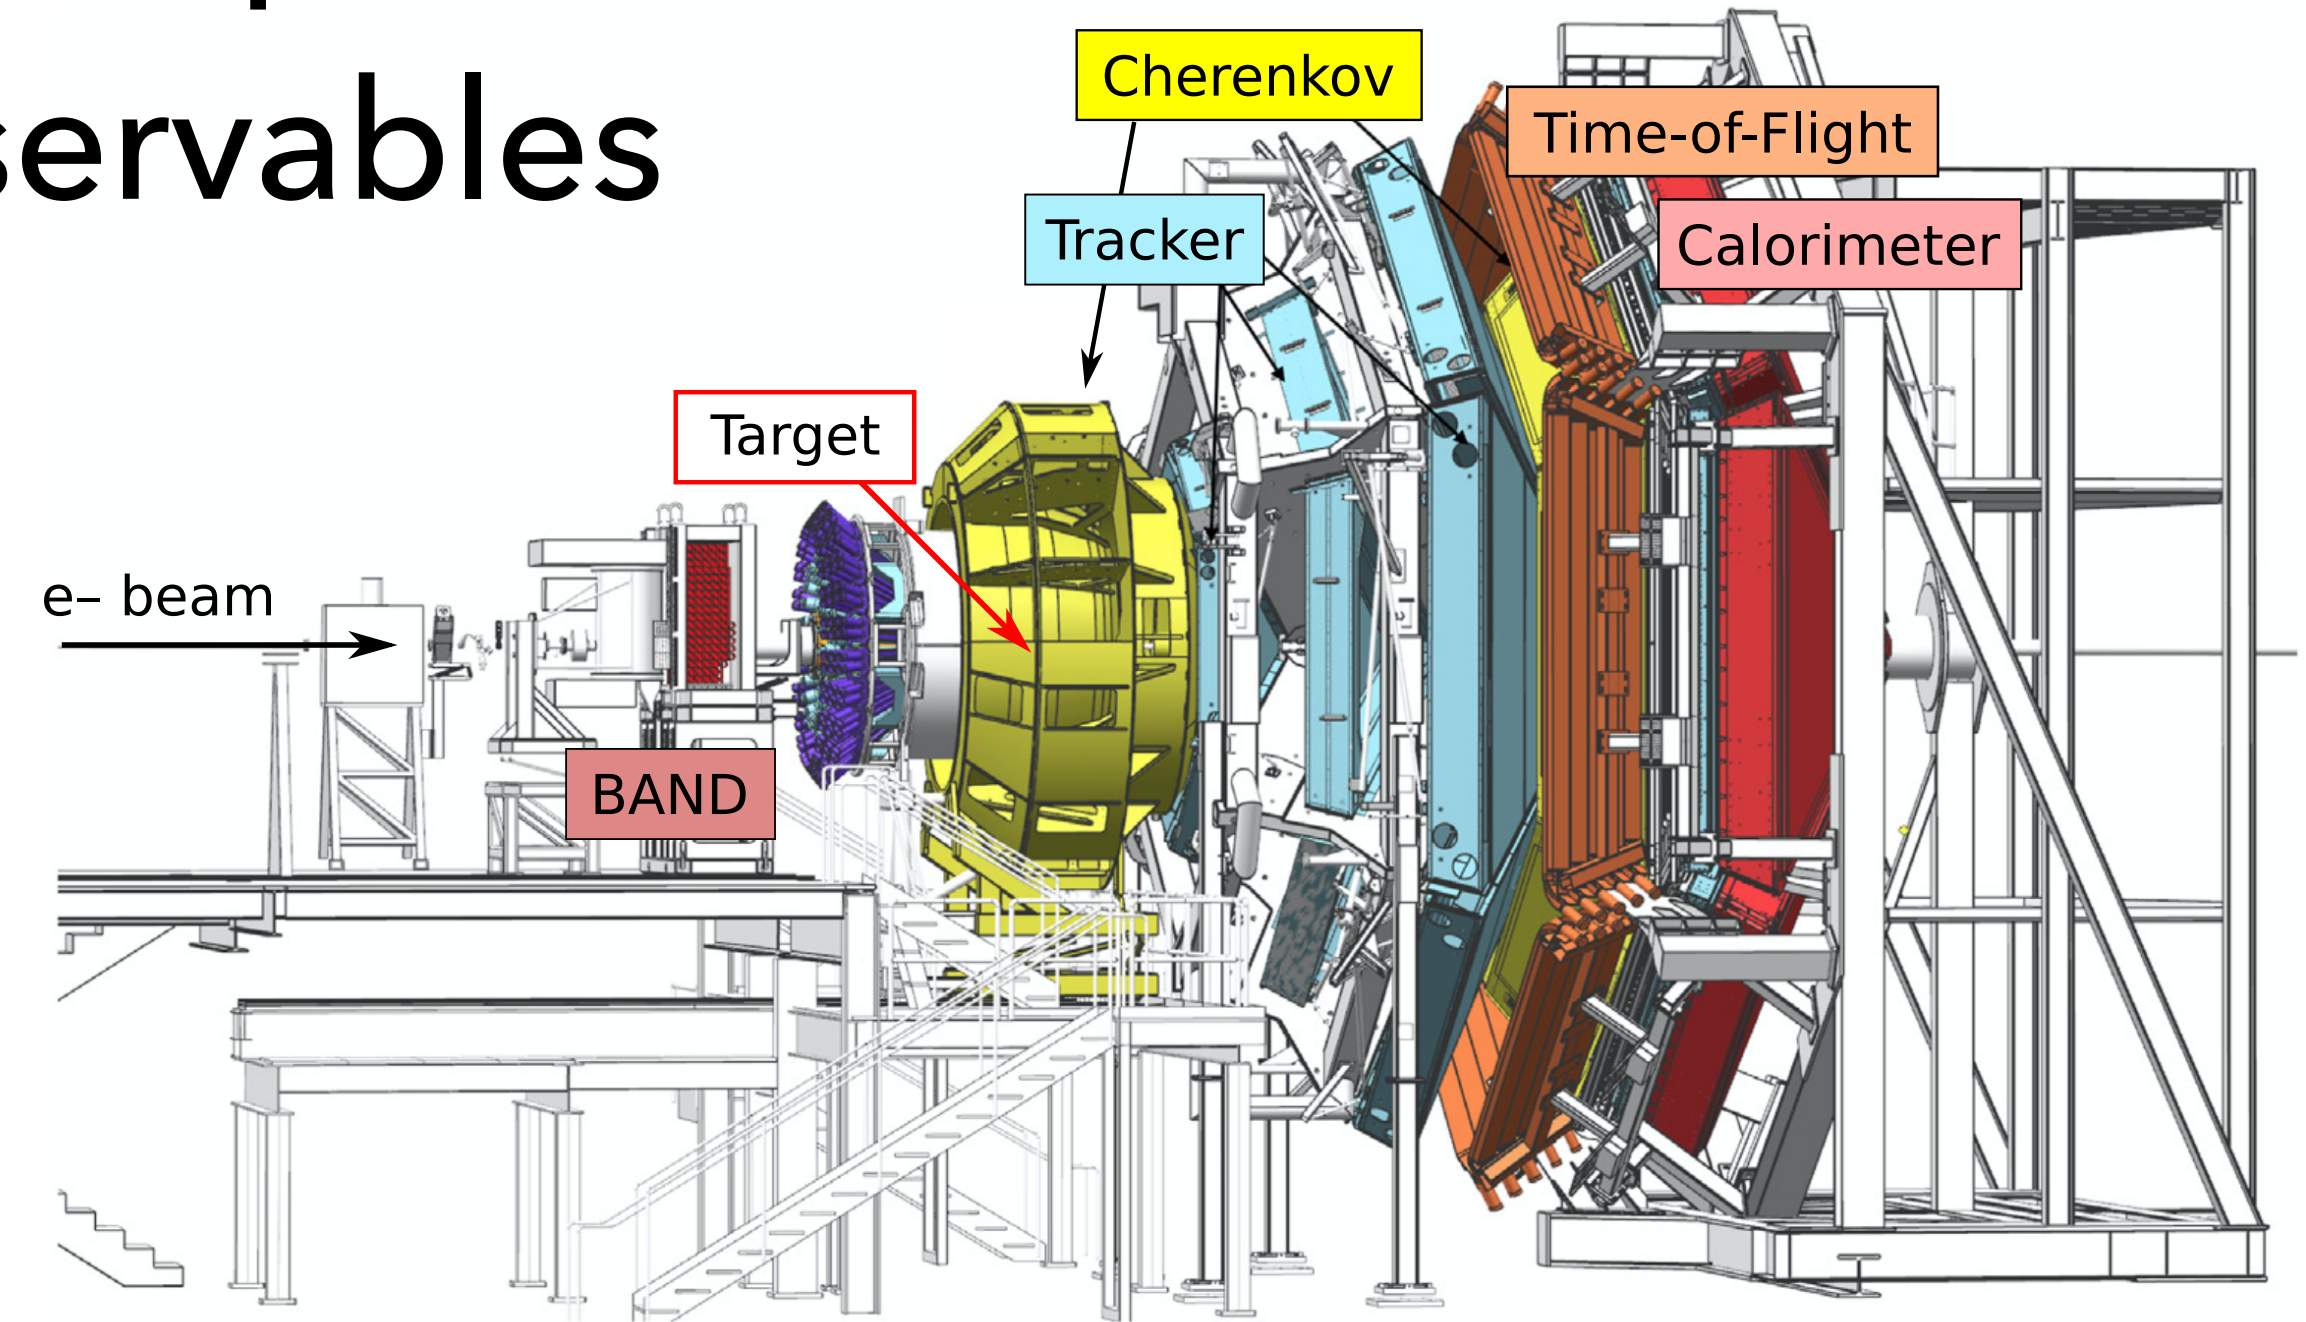 servables
Cherenkov
Time-of-Flight
Tracker
Calorimeter
Target
e– beam
BAND